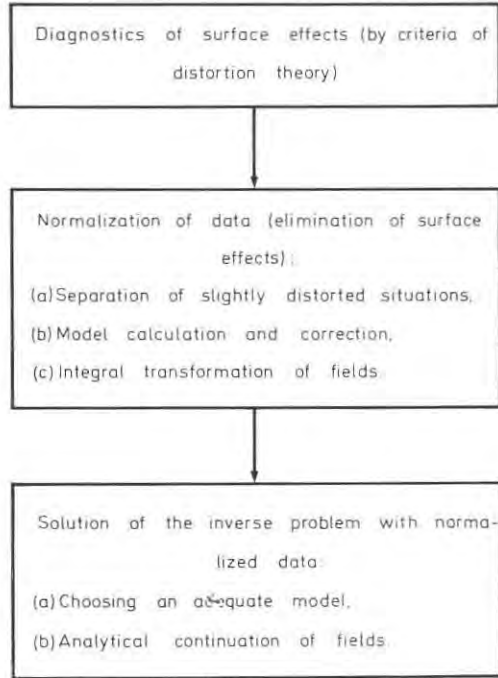 Diagnostics of surface effects (by criteria of
distortion theory)
Normalization of data (elimination of surface
effects):
(a) Separation of slightly distorted situations,
(b) Model calculation and correction,
(c) Integral transformation of fields.
Solution of the inverse problem with norma-
lized data:
(a) Choosing an adequate model,
(b) Analytical continuation of fields.